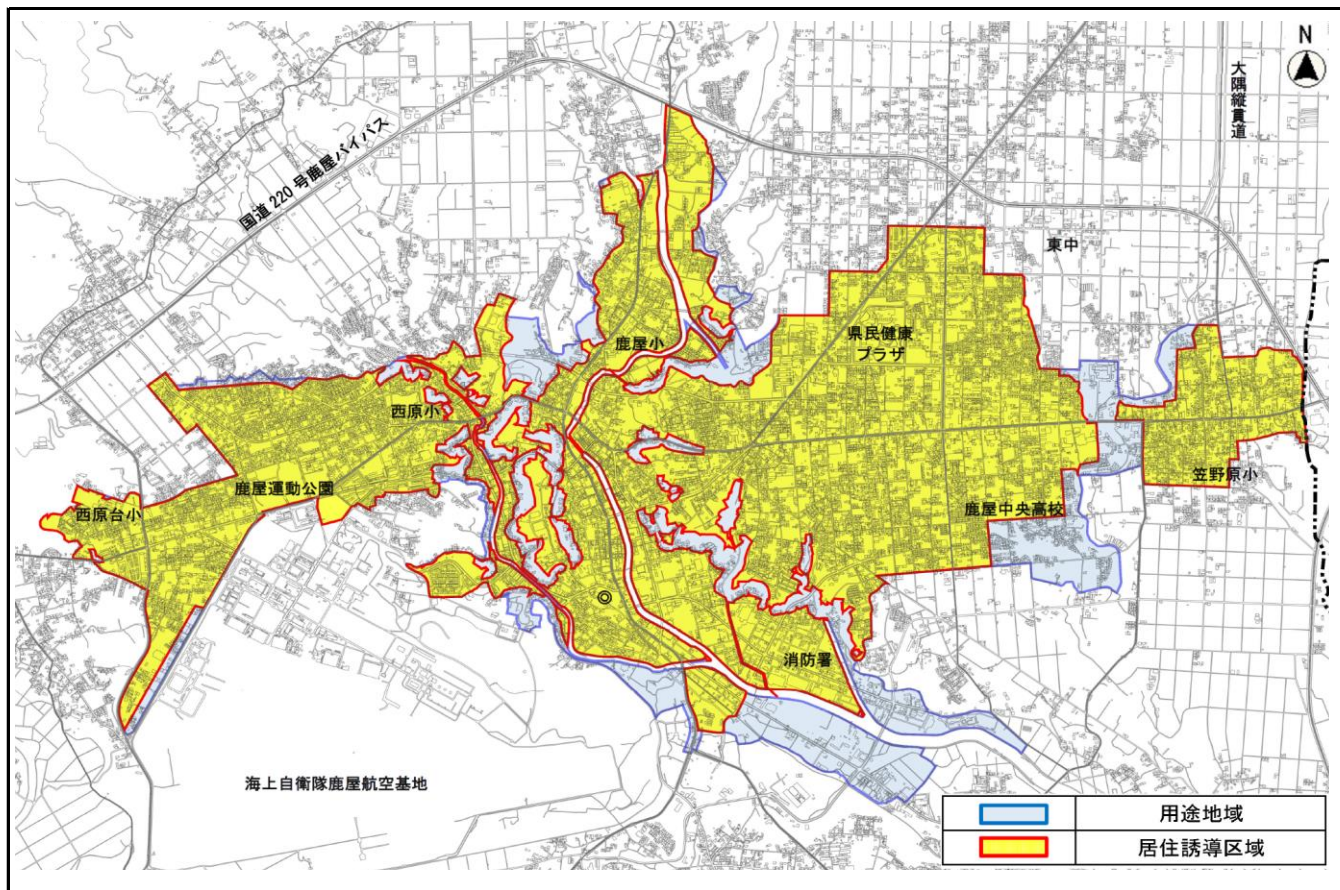 N
大隅縦貫道
国道220号鹿屋バイパス
東中
県民健康
プラザ
鹿屋小
西原小
鹿屋運動公園
西原台小
笠野原小
鹿屋中央高校
消防署
海上自衛隊鹿屋航空基地
用途地域
居住誘導区域